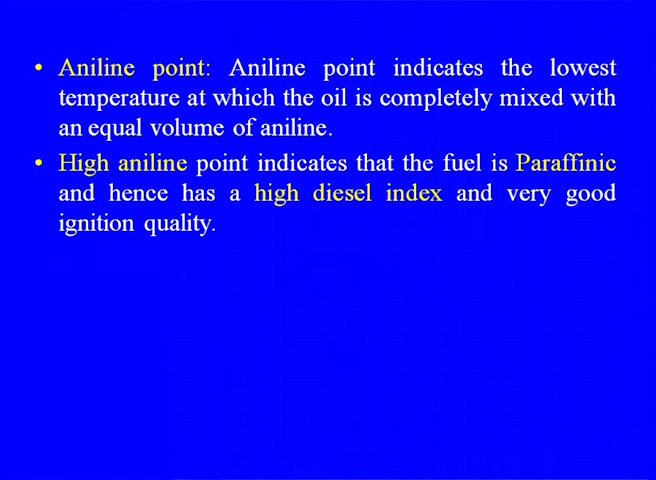 • Aniline point: Aniline point indicates the lowest
temperature at which the oil is completely mixed with
an equal volume of aniline.
• High aniline point indicates that the fuel is Paraffinic
and hence has a high diesel index and very good
ignition quality.